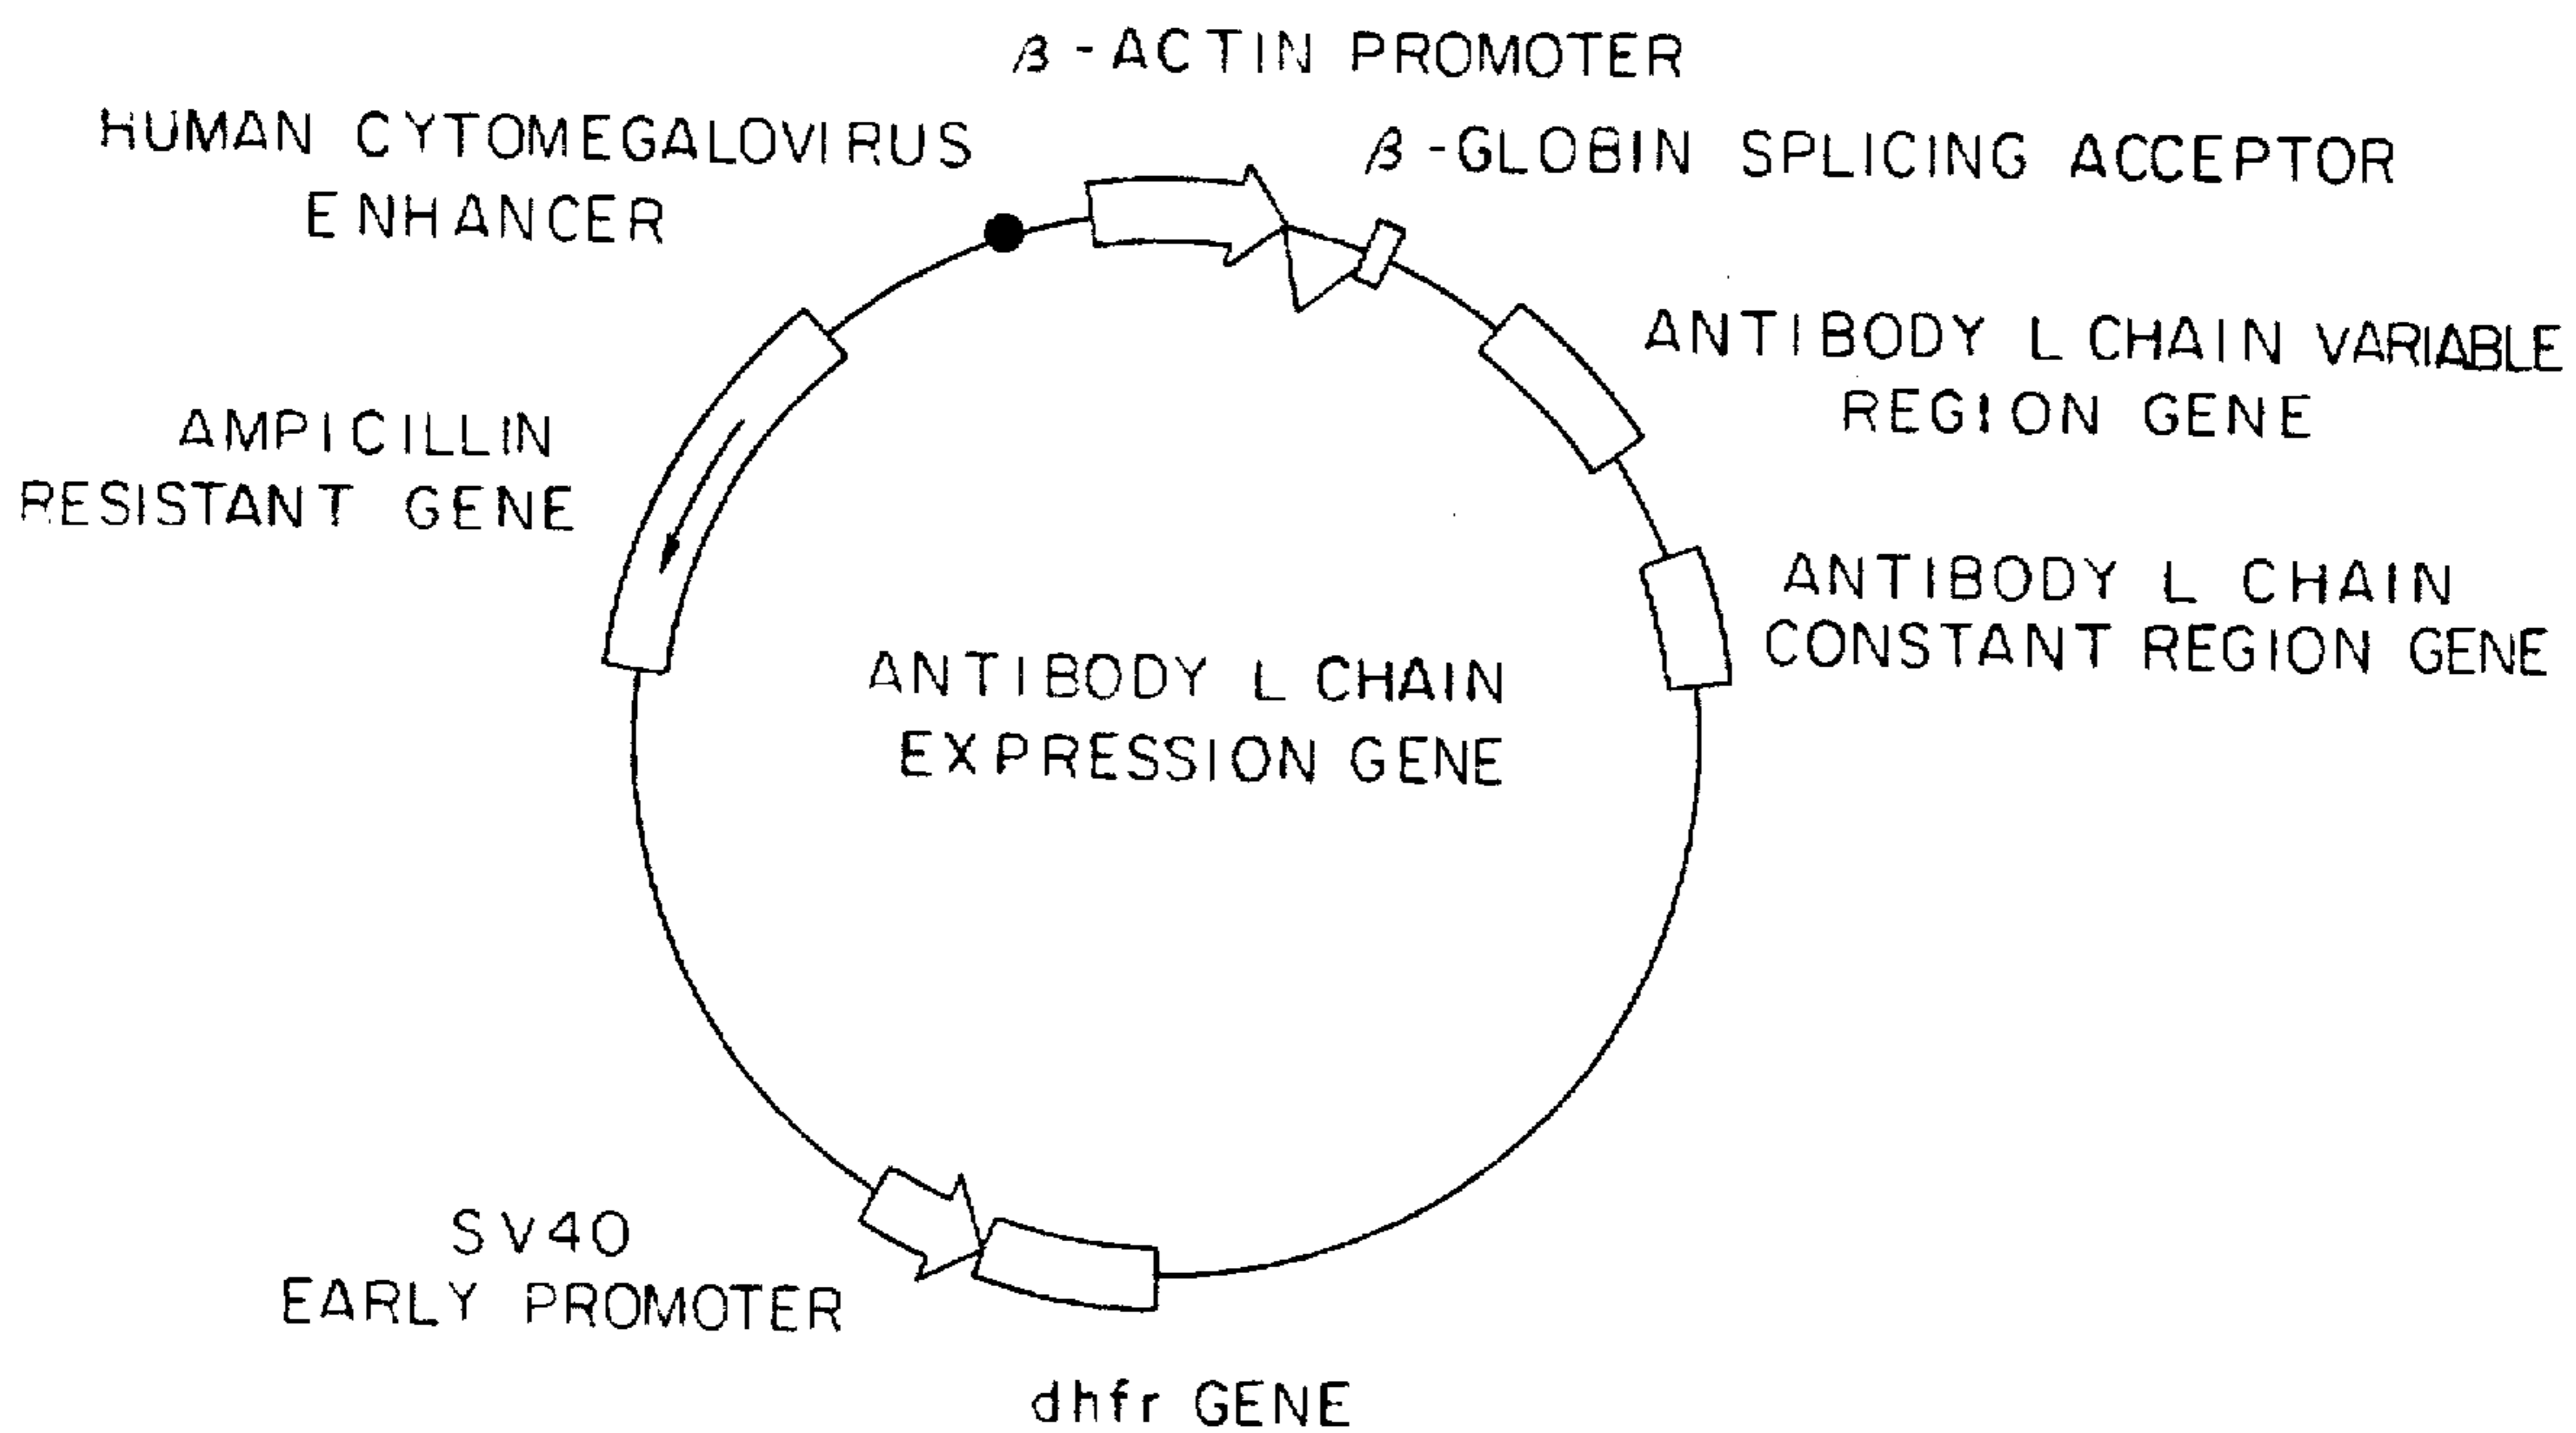 β-ACTIN PROMOTER
HUMAN CYTOMEGALOVIRUS
ENHANCER
β-GLOBIN SPLICING ACCEPTOR
ANTIBODY L CHAIN VARIABLE
REGION GENE
AMPICILLIN
RESISTANT GENE
ANTIBODY L CHAIN
CONSTANT REGION GENE
ANTIBODY L CHAIN
EXPRESSION GENE
SV40
EARLY PROMOTER
dhfr GENE